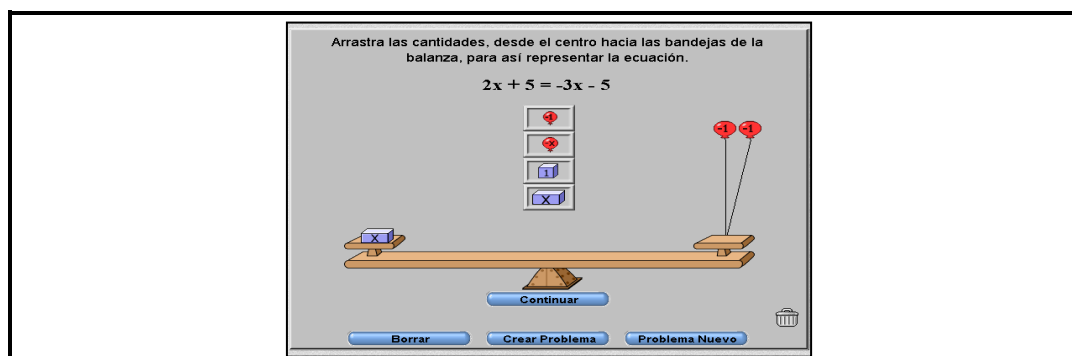 Arrastra las cantidades, desde el centro hacia las bandejas de la
balanza, para así representar la ecuación.
2x + 5 = -3x - 5
-1
-x
1
X
-1 -1
X
Continuar
Borrar Crear Problema Problema Nuevo